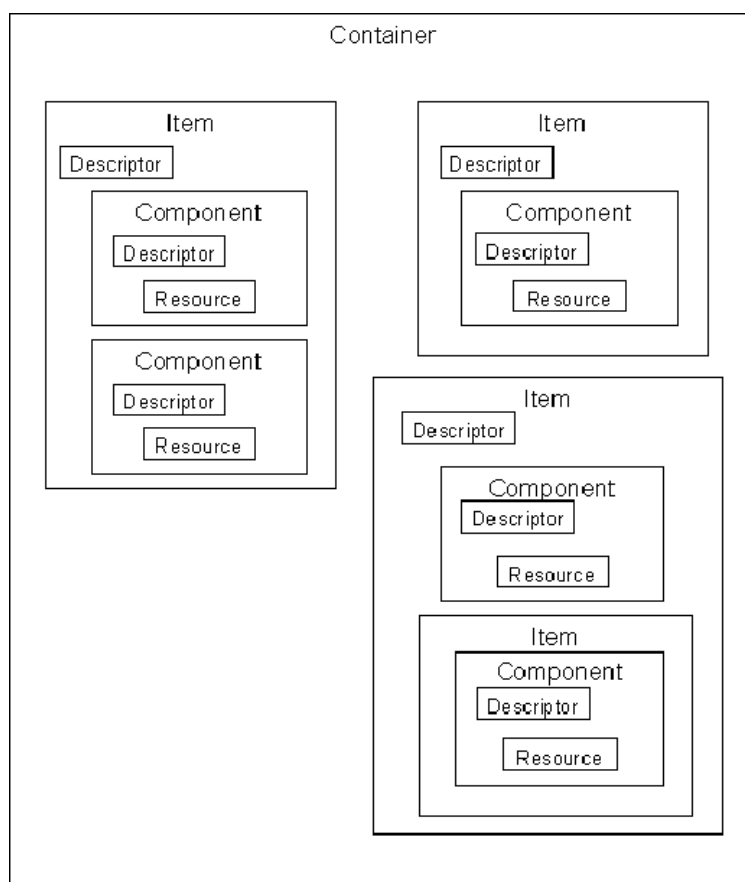 Container
Item
Descriptor
Component
Descriptor
Resource
Component
Descriptor
Resource
Item
Descriptor
Component
Descriptor
Resource
Item
Descriptor
Component
Descriptor
Resource
Item
Component
Descriptor
Resource